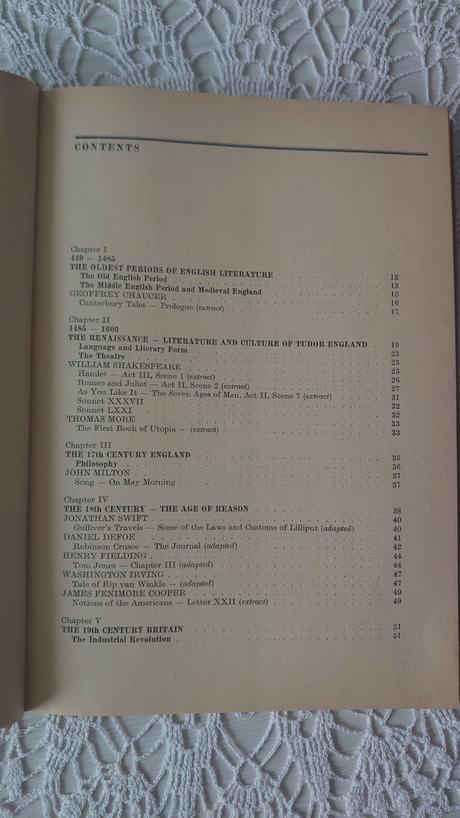 CONTENTS
Chapter I
449 — 1485
THE OLDEST PERIODS OF ENGLISH LITERATURE 13
The Old English Period 13
The Middle English Period and Medieval England 15
GEOFFREY CHAUCER 16
Canterbury Tales — Prologue (extract) 17
Chapter II
1485 — 1603
THE RENAISSANCE — LITERATURE AND CULTURE OF TUDOR ENGLAND 19
Language and Literary Form 23
The Theatre 23
WILLIAM SHAKESPEARE 25
Hamlet — Act III, Scene 1 (extract) 26
Romeo and Juliet — Act II, Scene 2 (extract) 27
As You Like It — The Seven Ages of Man, Act II, Scene 7 (extract) 31
Sonnet XXXVII 32
Sonnet LXXI 32
THOMAS MORE 33
The First Book of Utopia — (extract) 33
Chapter III
THE 17th CENTURY ENGLAND 35
Philosophy 36
JOHN MILTON 37
Song — On May Morning 37
Chapter IV
THE 18th CENTURY — THE AGE OF REASON 38
JONATHAN SWIFT 40
Gulliver's Travels — Some of the Laws and Customs of Lilliput (adapted) 40
DANIEL DEFOE 41
Robinson Crusoe — The Journal (adapted) 42
HENRY FIELDING 44
Tom Jones — Chapter III (adapted) 44
WASHINGTON IRVING 47
Tale of Rip van Winkle — (adapted) 47
JAMES FENIMORE COOPER 49
Notions of the Americans — Letter XXII (extract) 49
Chapter V
THE 19th CENTURY BRITAIN 51
The Industrial Revolution 51